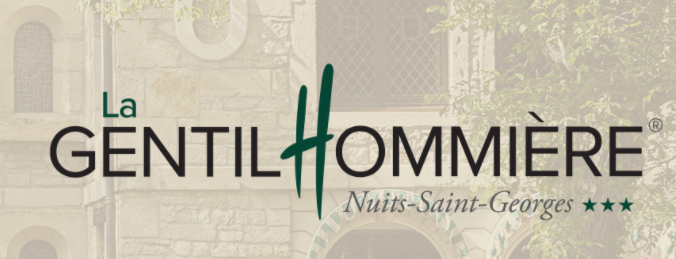 La
GENTILHOMMIÈRE®
Nuits-Saint-Georges ★★★